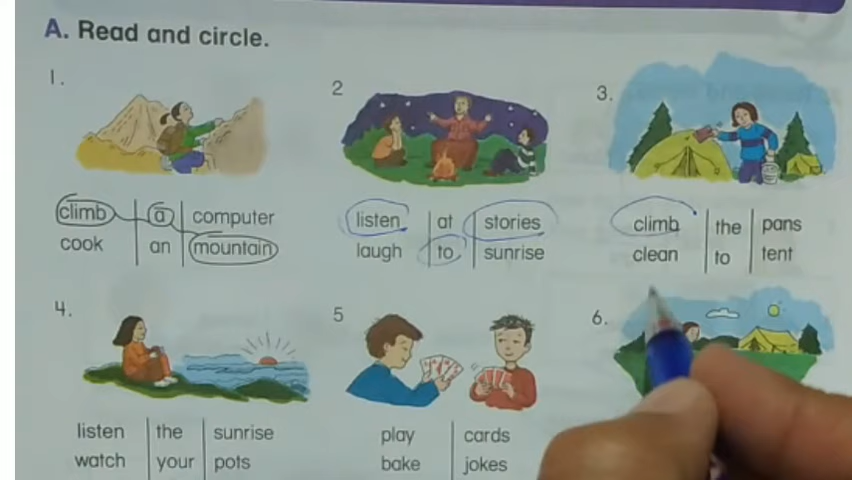 A. Read and circle.
1.
climb a computer
cook an mountain
2
listen at stories
laugh to sunrise
3.
climb the pans
clean to tent
4.
listen the sunrise
watch your pots
5
play cards
bake jokes
6.